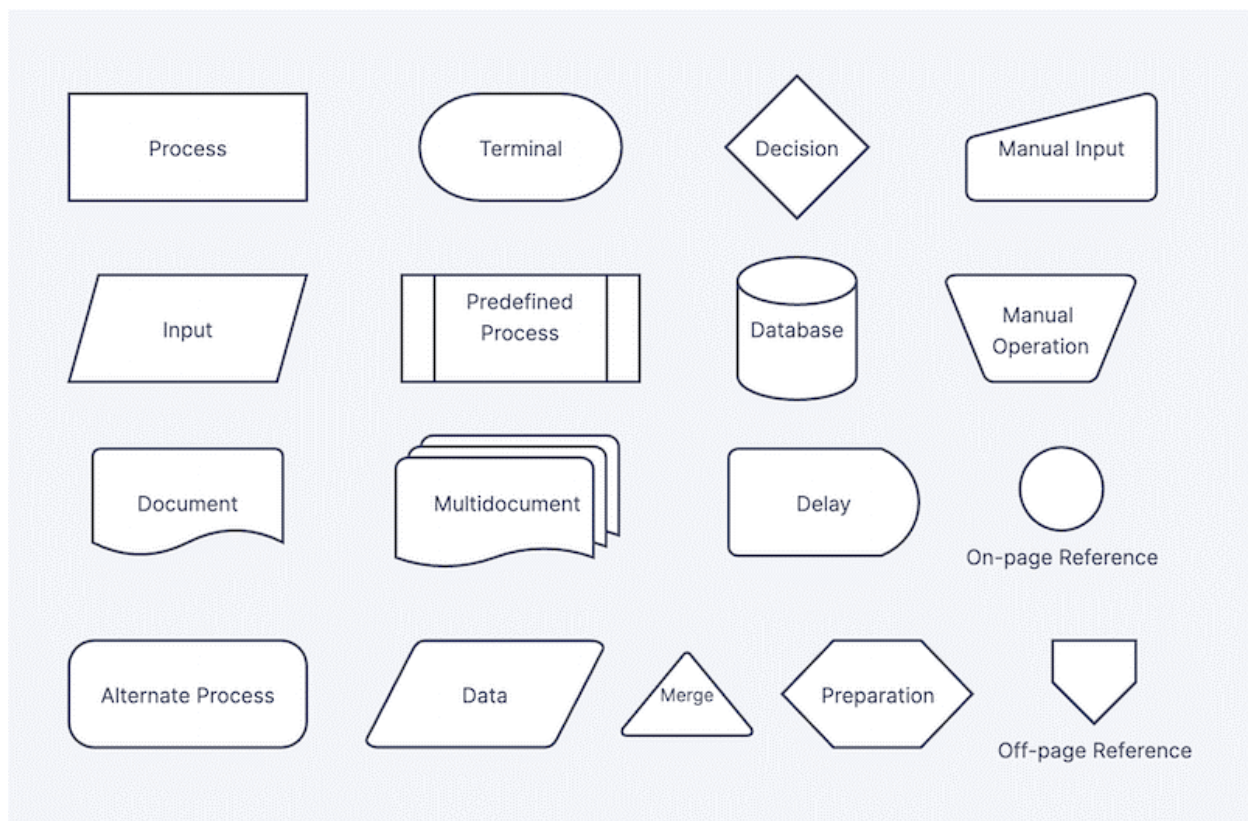 Process
Terminal
Decision
Manual Input
Input
Predefined
Process
Database
Manual
Operation
Document
Multidocument
Delay
On-page Reference
Alternate Process
Data
Merge
Preparation
Off-page Reference